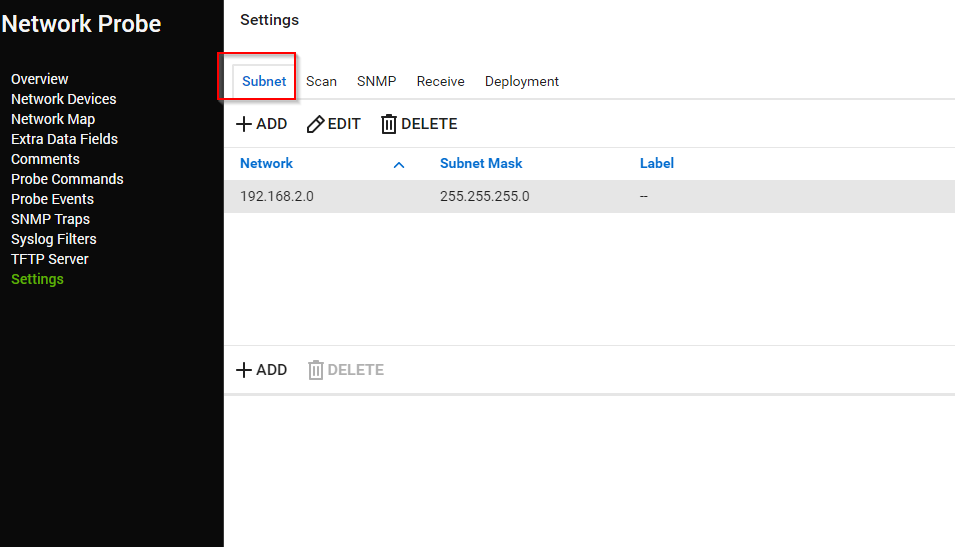 Network Probe
Overview
Network Devices
Network Map
Extra Data Fields
Comments
Probe Commands
Probe Events
SNMP Traps
Syslog Filters
TFTP Server
Settings
Settings
Subnet Scan SNMP Receive Deployment
ADD EDIT DELETE
Network Subnet Mask Label
192.168.2.0 255.255.255.0 --
ADD DELETE